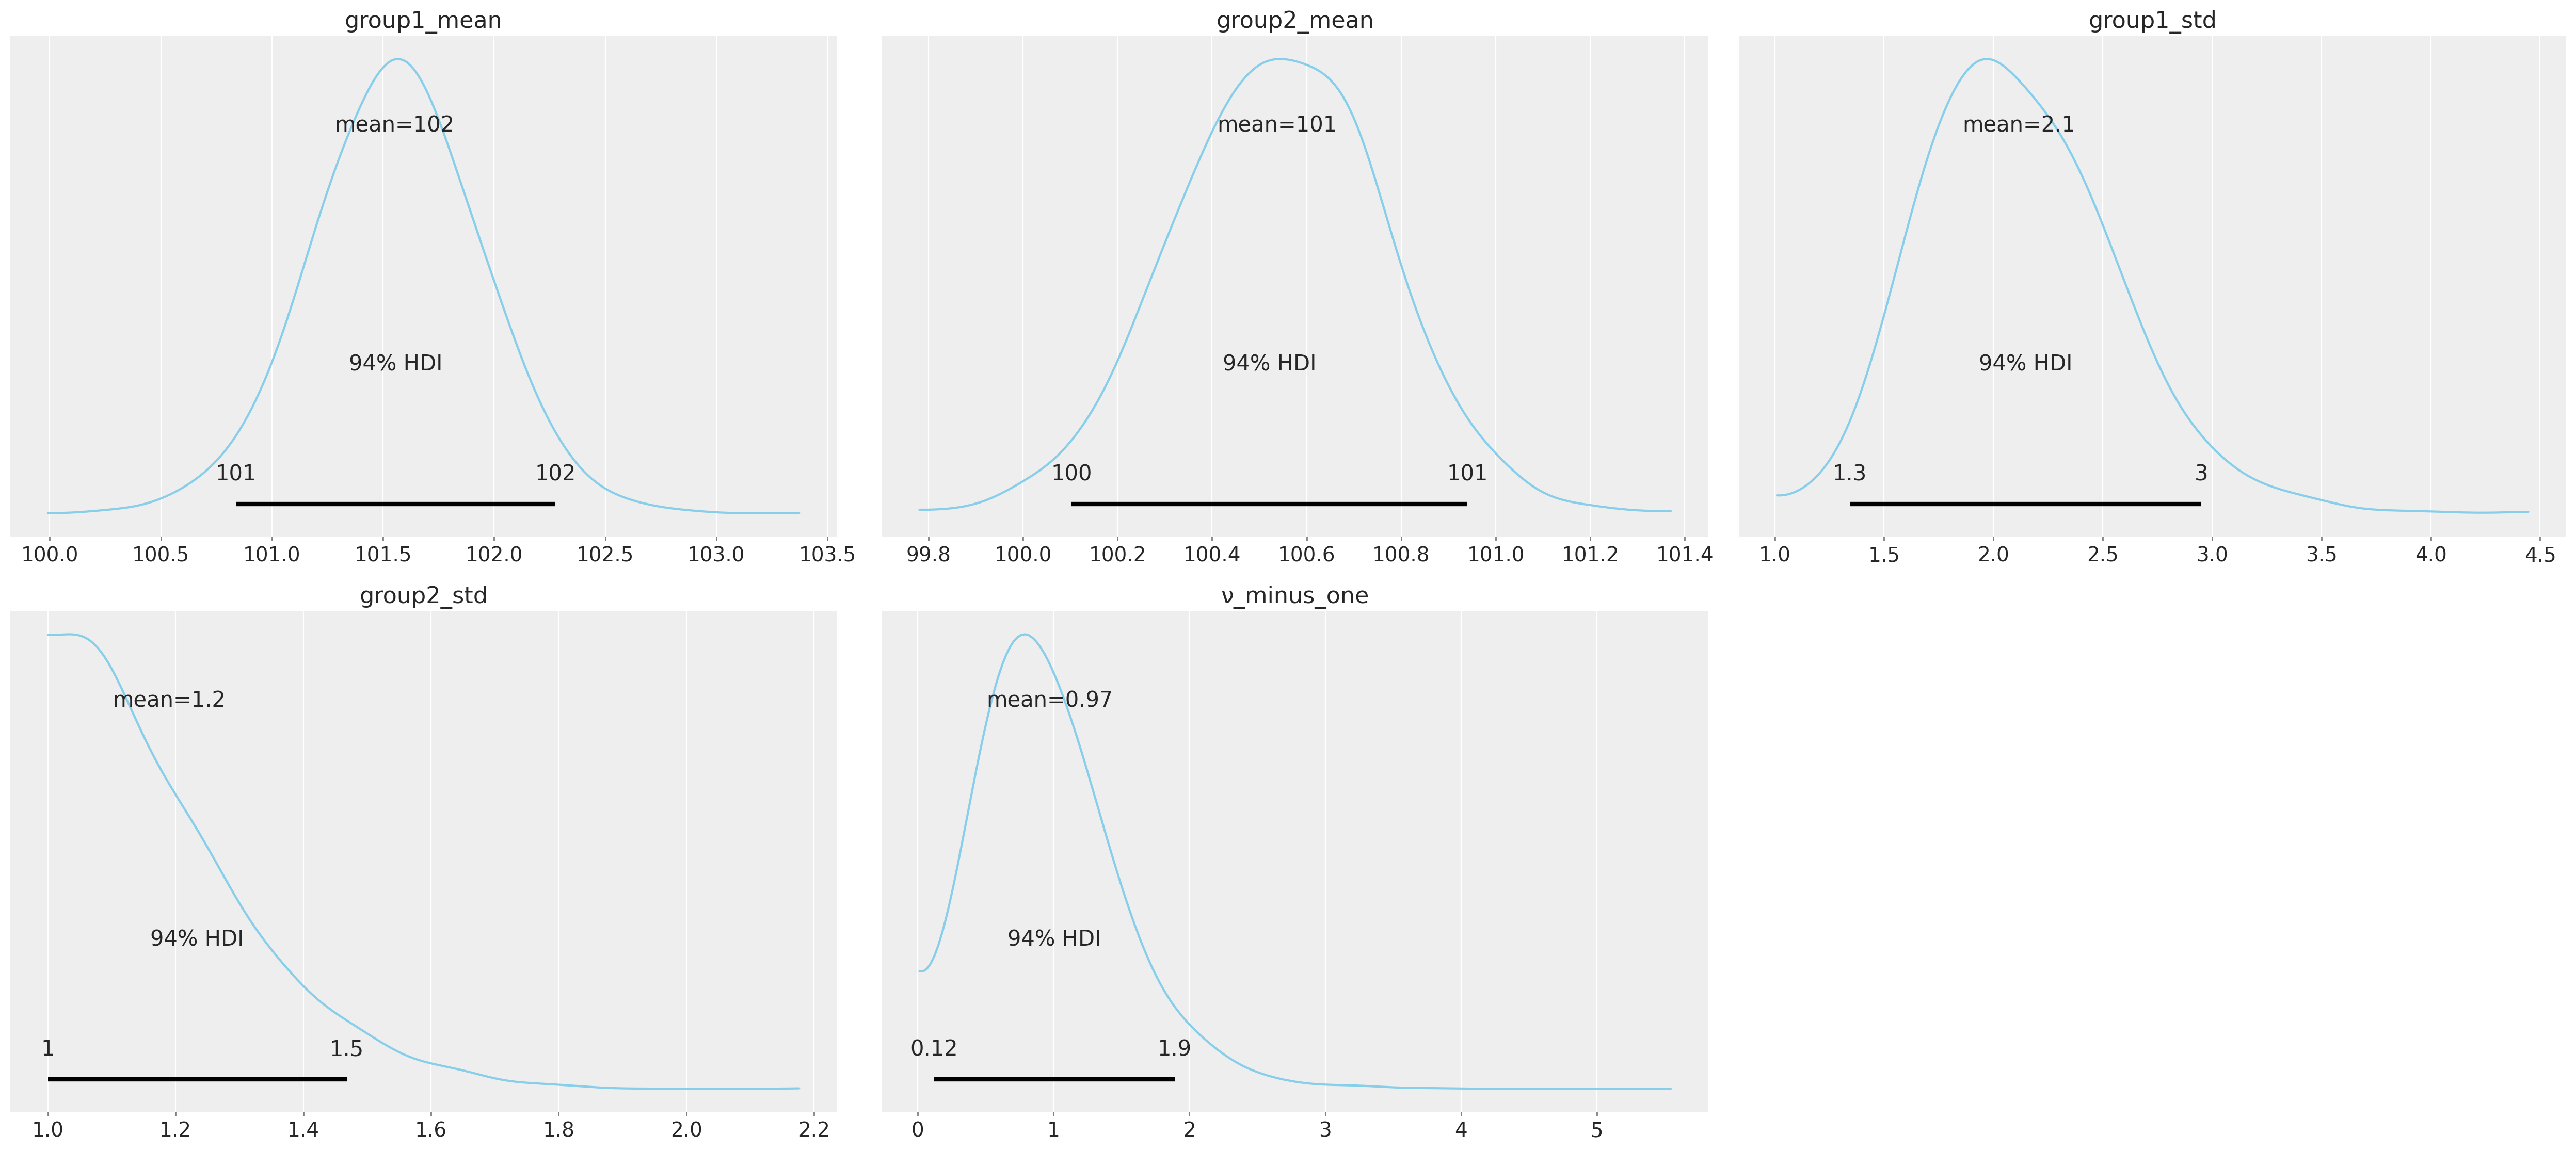 group1_mean
mean=102
94% HDI
101 102
100.0 100.5 101.0 101.5 102.0 102.5 103.0 103.5
group2_mean
mean=101
94% HDI
100 101
99.8 100.0 100.2 100.4 100.6 100.8 101.0 101.2 101.4
group1_std
mean=2.1
94% HDI
1.3 3
1.0 1.5 2.0 2.5 3.0 3.5 4.0 4.5
group2_std
mean=1.2
94% HDI
1 1.5
1.0 1.2 1.4 1.6 1.8 2.0 2.2
ν_minus_one
mean=0.97
94% HDI
0.12 1.9
0 1 2 3 4 5